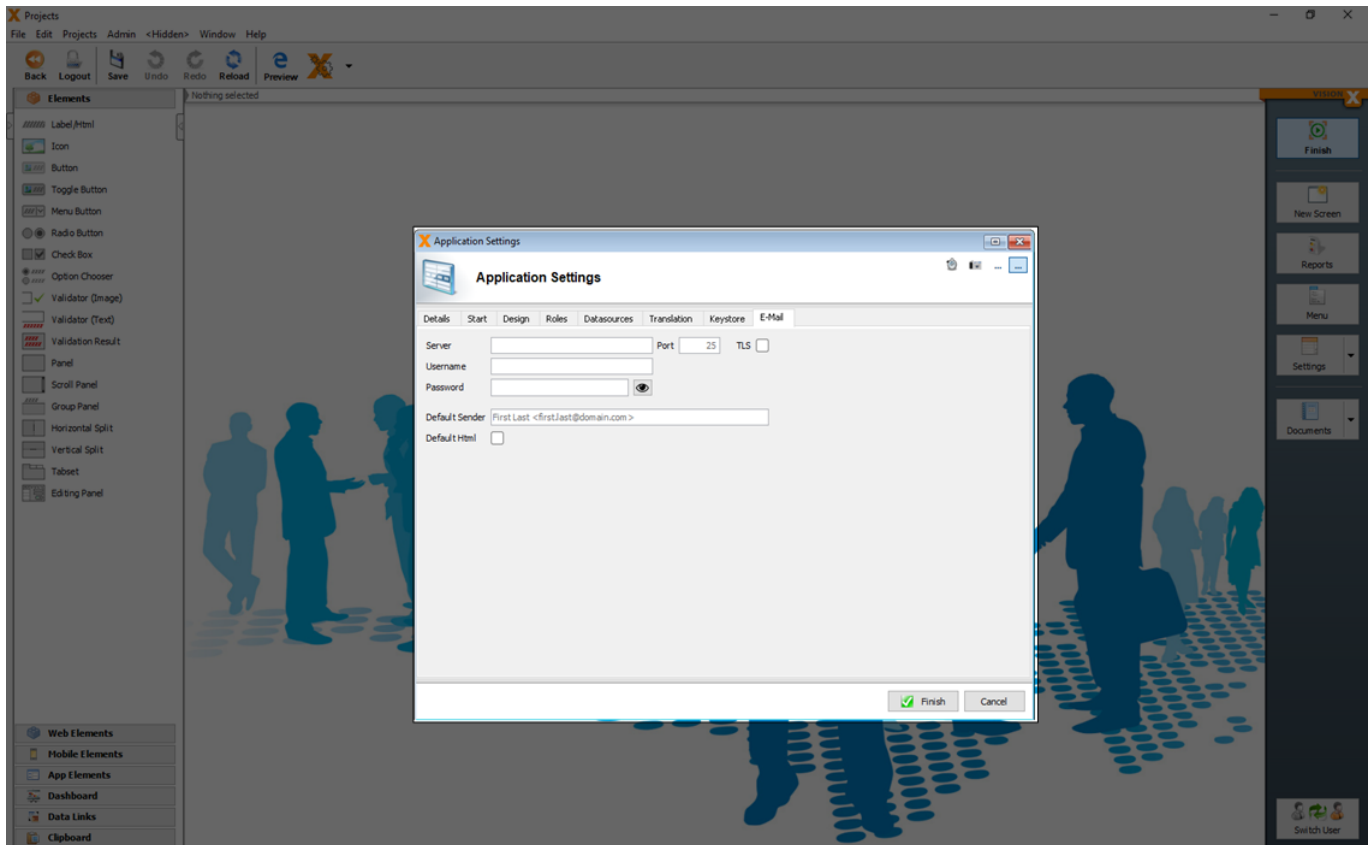 Projects
File Edit Projects Admin <Hidden> Window Help
Back Logout Save Undo Redo Reload Preview
Elements
Nothing selected
VISION X
Label/Html
Icon
Button
Toggle Button
Menu Button
Radio Button
Check Box
Option Chooser
Validator (Image)
Validator (Text)
Validation Result
Panel
Scroll Panel
Group Panel
Horizontal Split
Vertical Split
Tabset
Editing Panel
Web Elements
Mobile Elements
App Elements
Dashboard
Data Links
Clipboard
Application Settings
Application Settings
... ...
Details Start Design Roles Datasources Translation Keystore E-Mail
Server Port 25 TLS
Username
Password
Default Sender First Last <first.last@domain.com>
Default Html
Finish Cancel
Finish
New Screen
Reports
Menu
Settings
Documents
Switch User